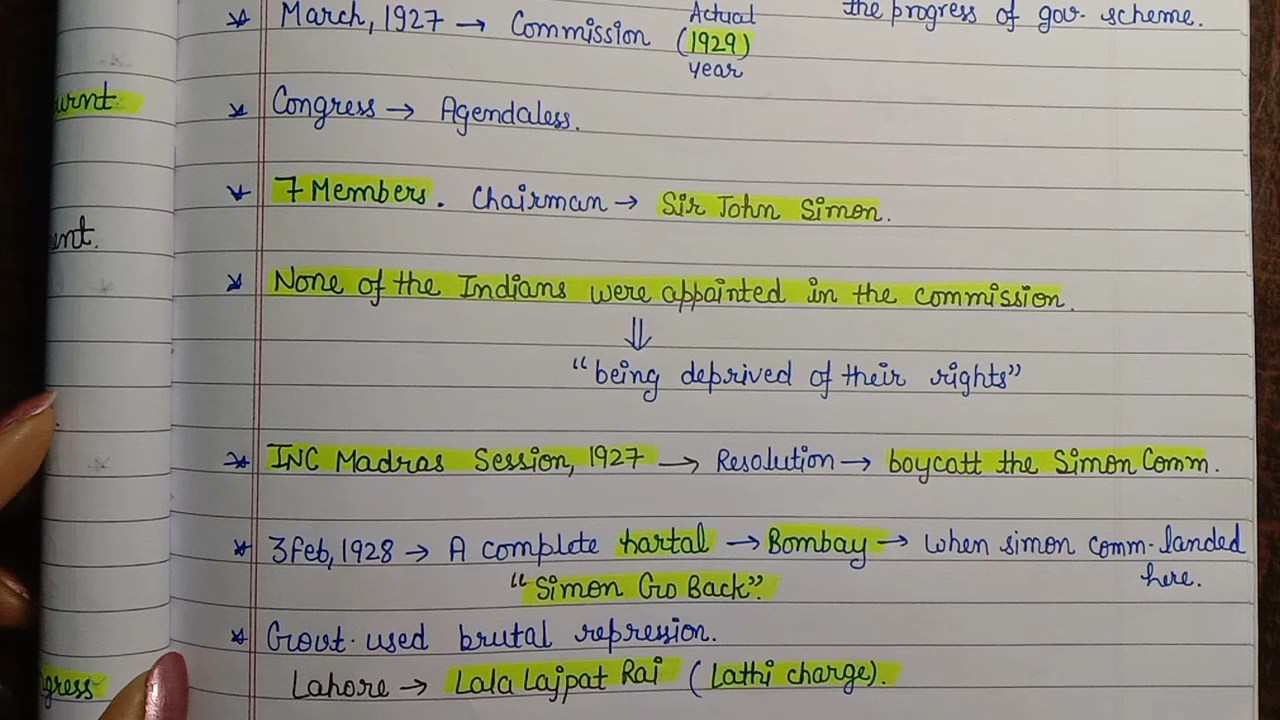 Actual
the progress of gov. scheme.
March, 1927 → Commission (1929)
year
Congress → Agendaless.
7 Members. Chairman → Sir John Simon.
None of the Indians were appointed in the commission.
⇓
"being deprived of their rights"
INC Madras Session, 1927 → Resolution → boycott the Simon Comm.
3 Feb, 1928 → A complete hartal → Bombay → when simon comm. landed
here.
"Simon Go Back".
Govt. used brutal repression.
Lahore → Lala Lajpat Rai (Lathi charge).